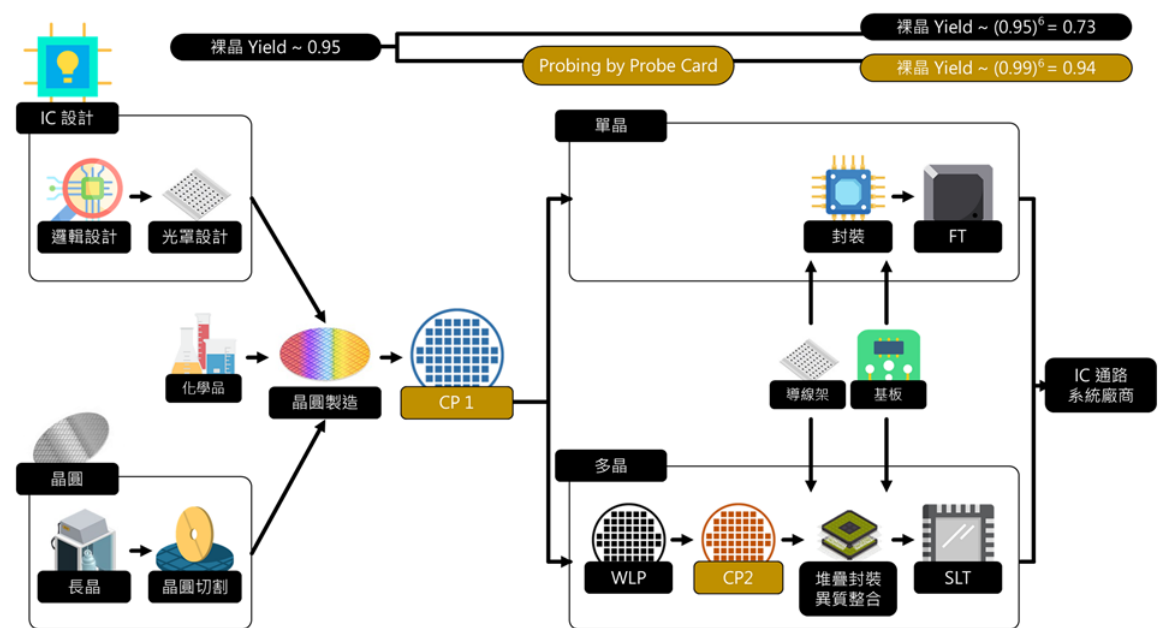 裸晶 Yield ~ 0.95
裸晶 Yield ~ (0.95)⁶ = 0.73
Probing by Probe Card
裸晶 Yield ~ (0.99)⁶ = 0.94
IC 設計
邏輯設計
光罩設計
單晶
封裝
FT
化學品
晶圓製造
CP 1
導線架
基板
IC 通路
系統廠商
晶圓
長晶
晶圓切割
多晶
WLP
CP2
堆疊封裝
異質整合
SLT